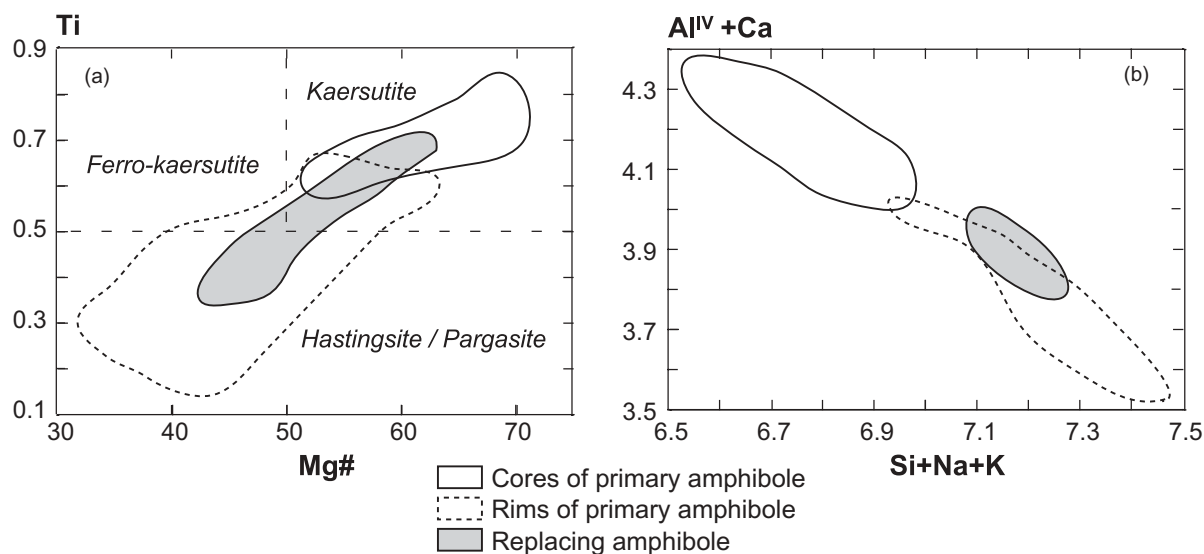 Ti
0.9
0.7
0.5
0.3
0.1
(a)
Kaersutite
Ferro-kaersutite
Hastingsite / Pargasite
30 40 50 60 70
Mg#
Al^IV +Ca
4.3
4.1
3.9
3.7
3.5
(b)
6.5 6.7 6.9 7.1 7.3 7.5
Si+Na+K
Cores of primary amphibole
Rims of primary amphibole
Replacing amphibole